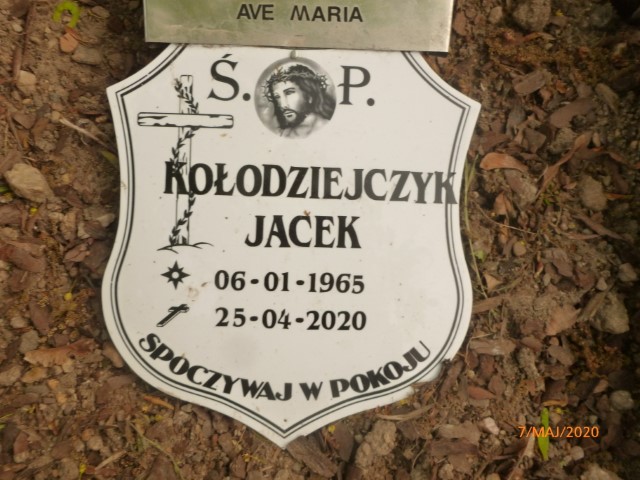 AVE MARIA
Ś. P.
KOŁODZIEJCZYK
JACEK
06-01-1965
25-04-2020
SPOCZYWAJ W POKOJU
7/MAJ/2020